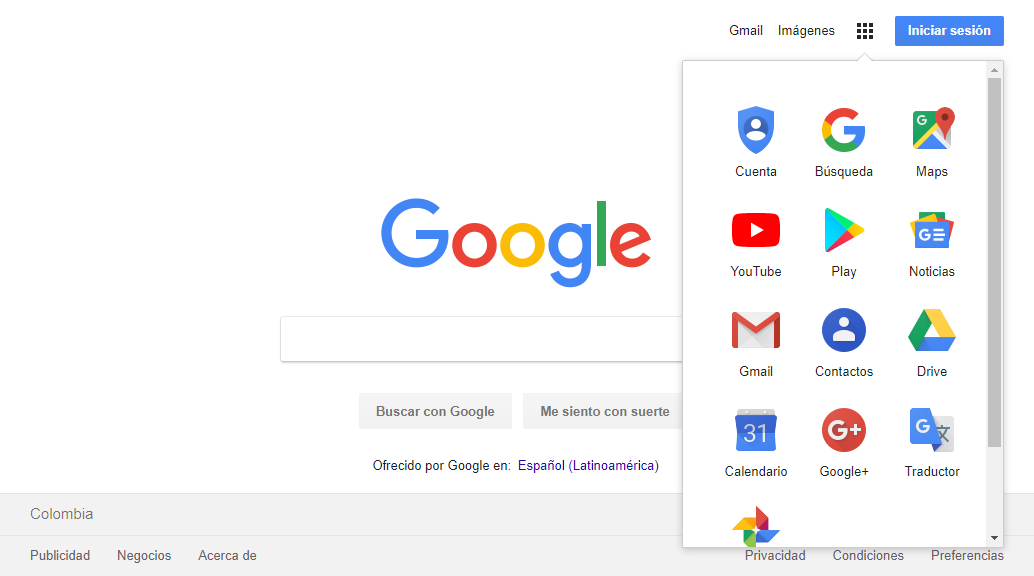 Gmail Imágenes Iniciar sesión
Google
Buscar con Google Me siento con suerte
Ofrecido por Google en: Español (Latinoamérica)
Cuenta Búsqueda Maps
YouTube Play Noticias
Gmail Contactos Drive
31
Calendario Google+ Traductor
Colombia
Publicidad Negocios Acerca de Privacidad Condiciones Preferencias